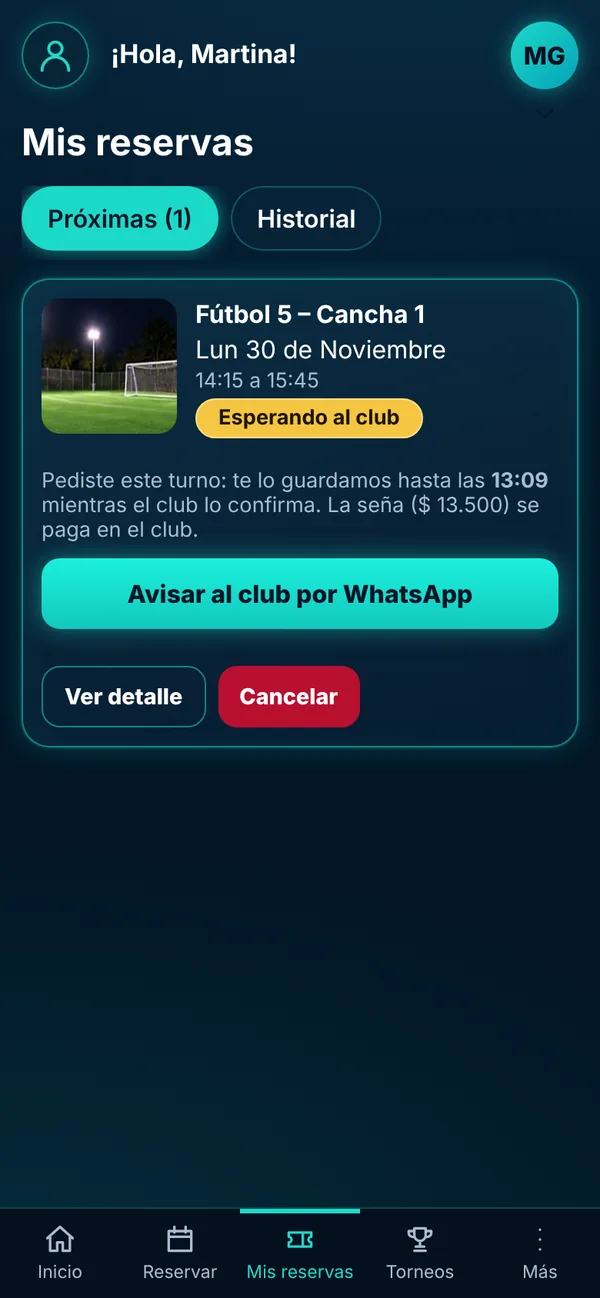 ¡Hola, Martina!
MG
Mis reservas
Próximas (1)
Historial
Fútbol 5 – Cancha 1
Lun 30 de Noviembre
14:15 a 15:45
Esperando al club
Pediste este turno: te lo guardamos hasta las 13:09
mientras el club lo confirma. La seña ($ 13.500) se
paga en el club.
Avisar al club por WhatsApp
Ver detalle
Cancelar
Inicio
Reservar
Mis reservas
Torneos
Más